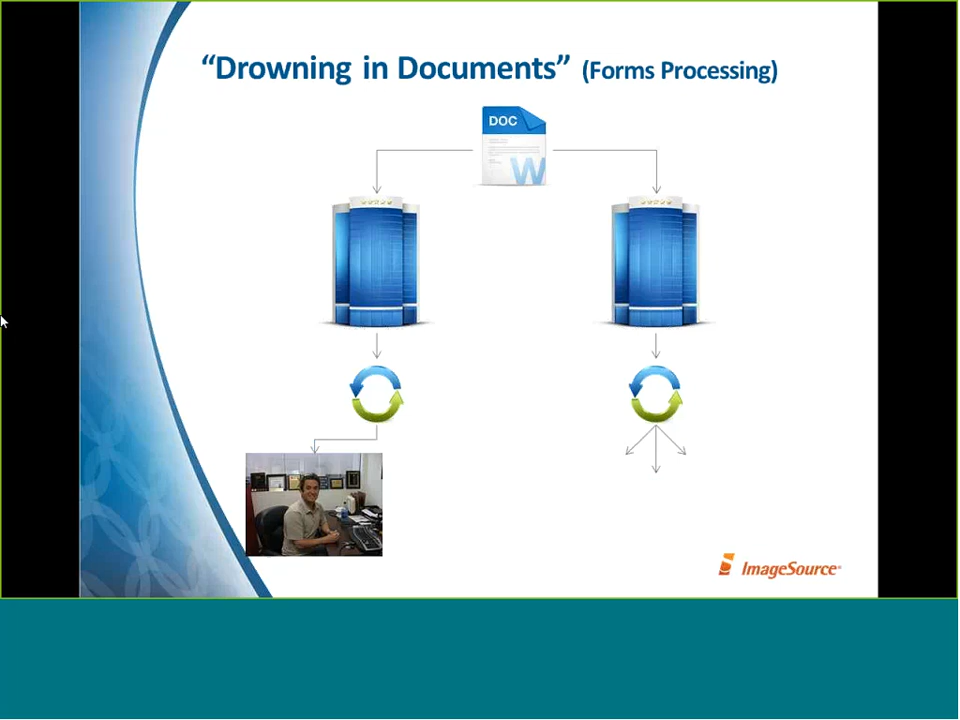 “Drowning in Documents” (Forms Processing)
DOC
W
ImageSource®